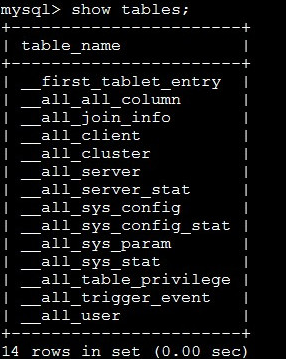 mysql> show tables;
+------------------------+
| table_name             |
+------------------------+
| __first_tablet_entry   |
| __all_all_column       |
| __all_join_info        |
| __all_client           |
| __all_cluster          |
| __all_server           |
| __all_server_stat      |
| __all_sys_config       |
| __all_sys_config_stat  |
| __all_sys_param        |
| __all_sys_stat         |
| __all_table_privilege  |
| __all_trigger_event    |
| __all_user             |
+------------------------+
14 rows in set (0.00 sec)